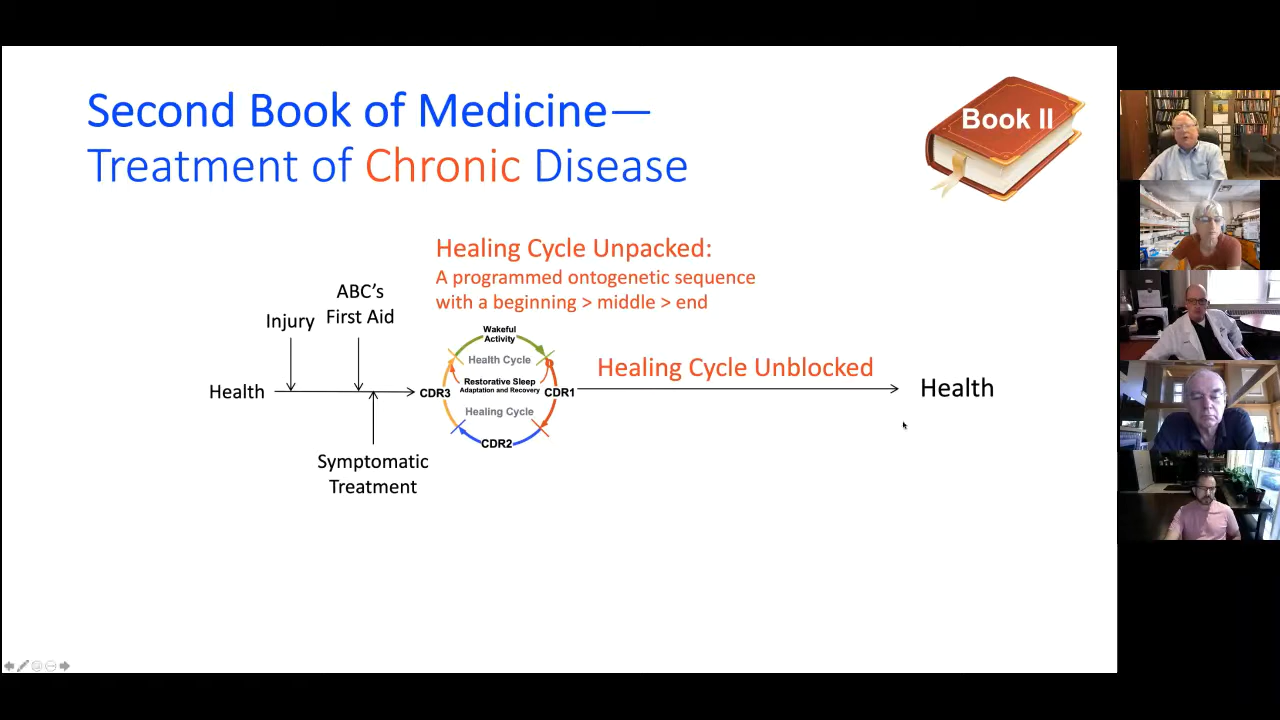 Second Book of Medicine—
Treatment of Chronic Disease
Book II
Healing Cycle Unpacked:
A programmed ontogenetic sequence
with a beginning > middle > end
ABC's
First Aid
Injury
Wakeful
Activity
Health Cycle
Restorative Sleep
Adaptation and Recovery
Healing Cycle
CDR3
CDR1
CDR2
Healing Cycle Unblocked
Health
Health
Symptomatic
Treatment